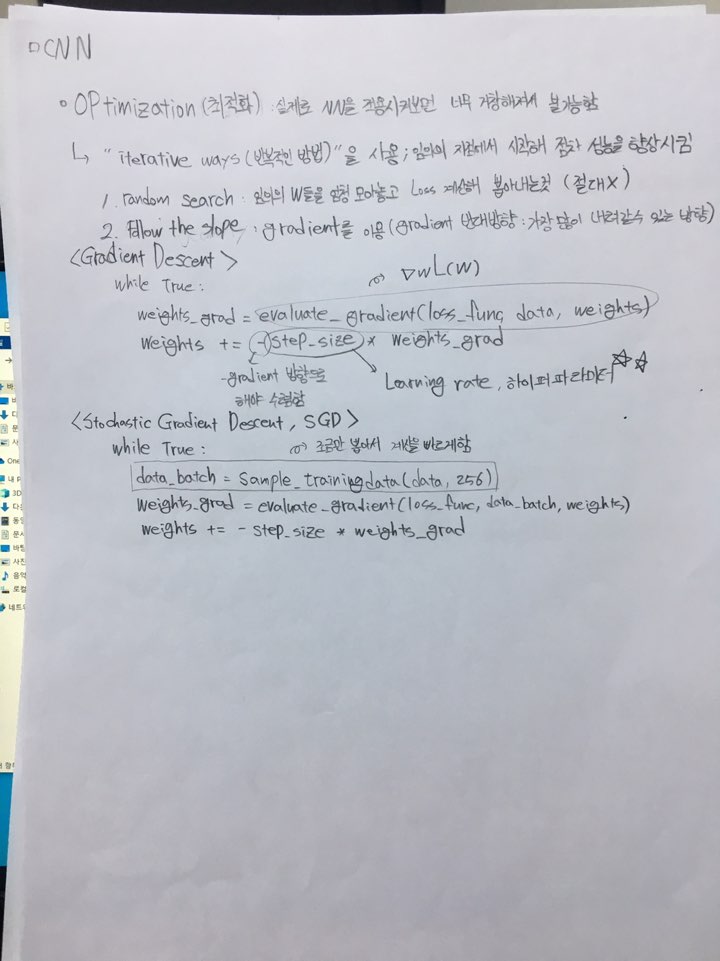 □ CNN
• OPtimization (최적화) : 실제로 NN을 적용시켜보면 너무 거창해져서 불가능함
↳ "iterative ways (반복적인 방법)" 을 사용 ; 임의의 지점에서 시작해 점차 성능을 향상시킴
1. random search : 임의의 W들을 엄청 모아놓고 Loss 계산해 뽑아내는것 (절대X)
2. Follow the slope : gradient를 이용 (gradient 반대방향 : 가장 많이 내려갈수 있는 방향)
<Gradient Descent>
while True :
∇wL(w)
weights_grad = evaluate_gradient(loss_func, data, weights)
weights += -step_size * weights_grad
-gradient 방향으로
해야 수렴함
Learning rate, 하이퍼파라미터 ☆☆
<Stochastic Gradient Descent, SGD>
while True : 조금만 뽑아서 계산을 빠르게함
data_batch = sample_training data (data, 256)
weights_grad = evaluate_gradient (loss_func, data_batch, weights)
weights += - step_size * weights_grad